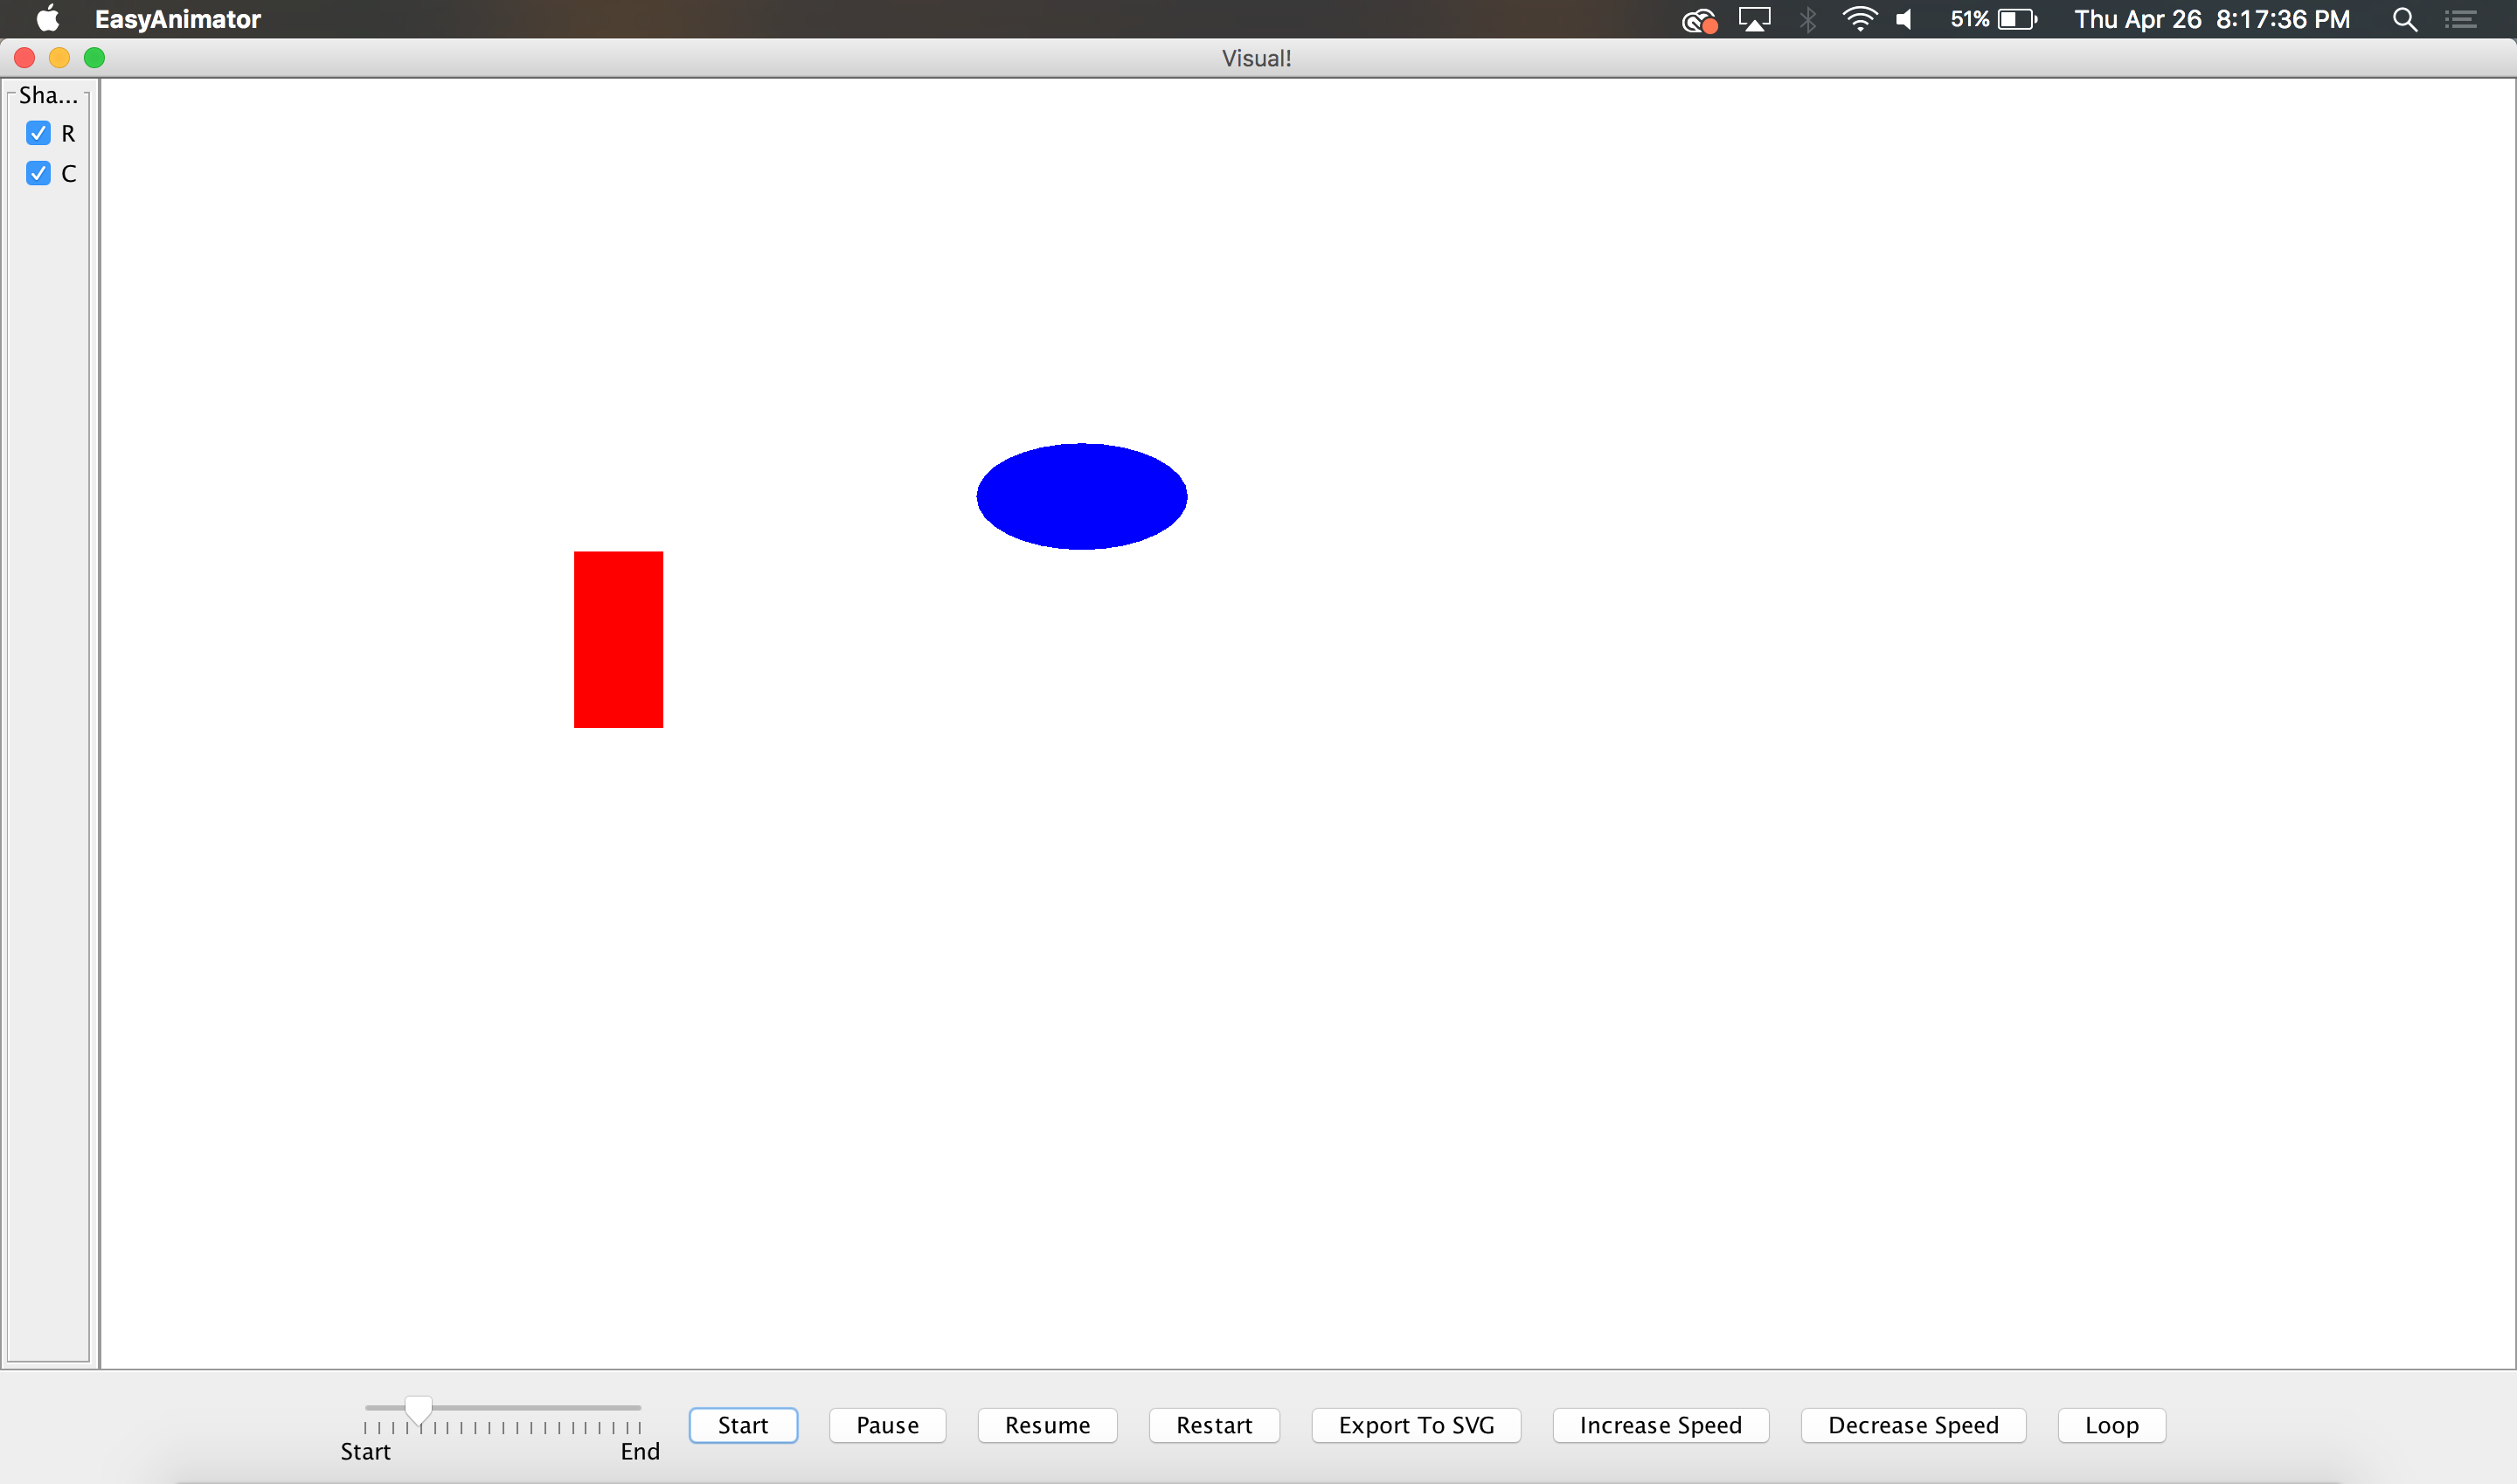 EasyAnimator 51% Thu Apr 26 8:17:36 PM
Visual!
Sha...
R
C
Start End
Start Pause Resume Restart Export To SVG Increase Speed Decrease Speed Loop